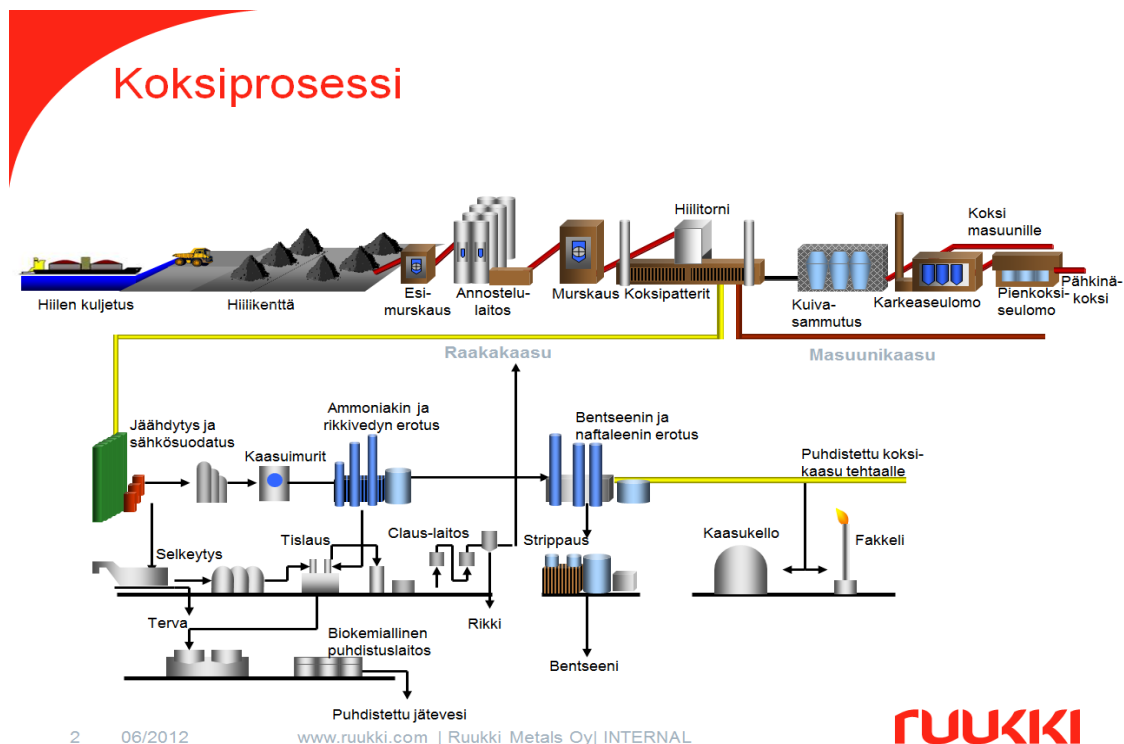 Koksiprosessi
Hiilitorni
Koksi
masuunille
Hiilen kuljetus
Hiilikenttä
Esi-
murskaus
Annostelu-
laitos
Murskaus
Koksipatterit
Kuiva-
sammutus
Karkeaseulomo
Pienkoksi-
seulomo
Pähkinä-
koksi
Raakakaasu
Masuunikaasu
Jäähdytys ja
sähkösuodatus
Kaasuimurit
Ammoniakin ja
rikkivedyn erotus
Bentseenin ja
naftaleenin erotus
Puhdistettu koksi-
kaasu tehtaalle
Selkeytys
Tislaus
Claus-laitos
Strippaus
Kaasukello
Fakkeli
Terva
Rikki
Biokemiallinen
puhdistuslaitos
Bentseeni
Puhdistettu jätevesi
2 06/2012 www.ruukki.com | Ruukki Metals Oy| INTERNAL
RUUKKI